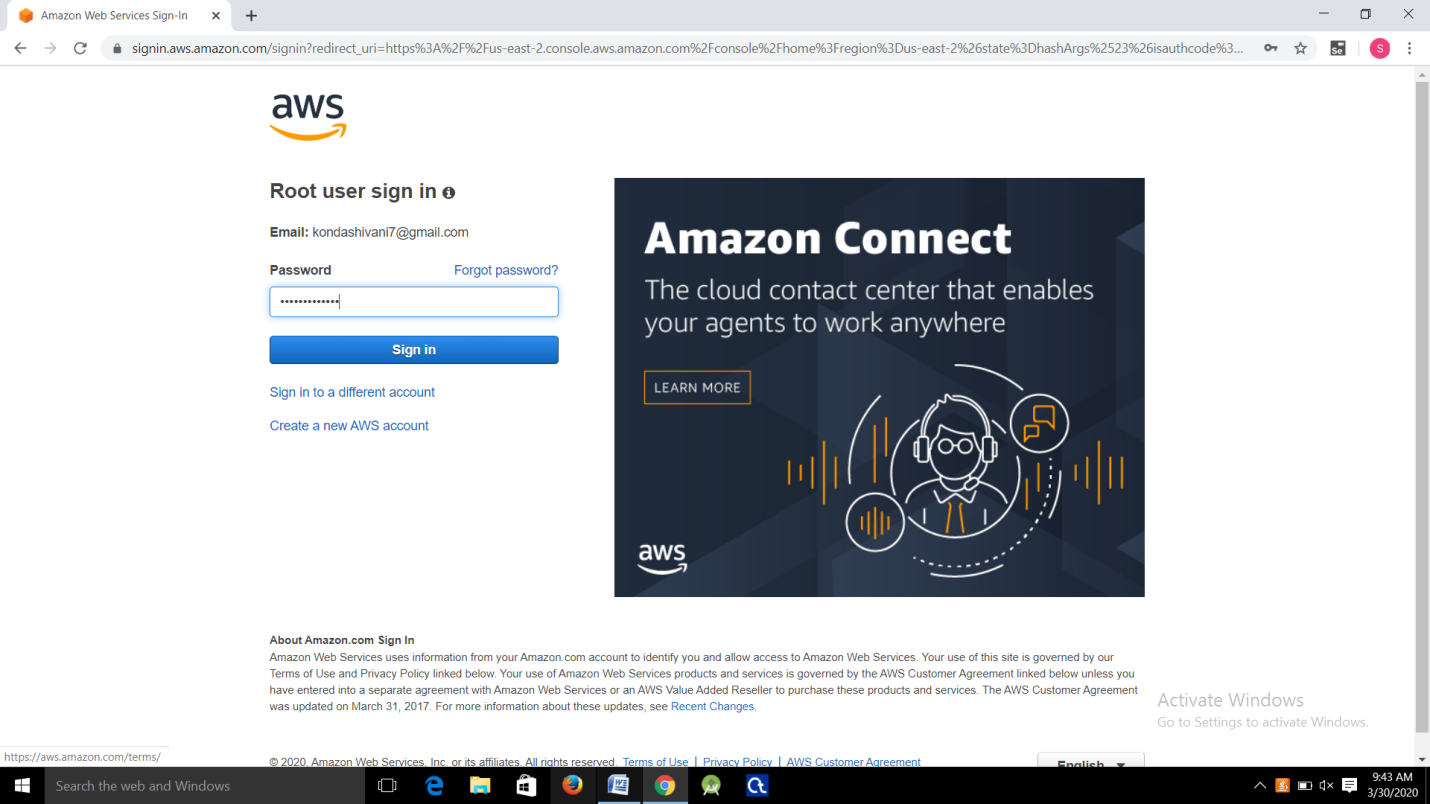 Amazon Web Services Sign-In
signin.aws.amazon.com/signin?redirect_uri=https%3A%2F%2Fus-east-2.console.aws.amazon.com%2Fconsole%2Fhome%3Fregion%3Dus-east-2%26state%3DhashArgs%2523%26isauthcode%3...
Se
S
aws
Root user sign in
Email: kondashivani7@gmail.com
Password Forgot password?
Sign in
Sign in to a different account
Create a new AWS account
Amazon Connect
The cloud contact center that enables
your agents to work anywhere
LEARN MORE
aws
About Amazon.com Sign In
Amazon Web Services uses information from your Amazon.com account to identify you and allow access to Amazon Web Services. Your use of this site is governed by our
Terms of Use and Privacy Policy linked below. Your use of Amazon Web Services products and services is governed by the AWS Customer Agreement linked below unless you
have entered into a separate agreement with Amazon Web Services or an AWS Value Added Reseller to purchase these products and services. The AWS Customer Agreement
was updated on March 31, 2017. For more information about these updates, see Recent Changes.
Activate Windows
Go to Settings to activate Windows.
https://aws.amazon.com/terms/
© 2020, Amazon Web Services, Inc. or its affiliates. All rights reserved. Terms of Use | Privacy Policy | AWS Customer Agreement
English
Search the web and Windows
9:43 AM
3/30/2020